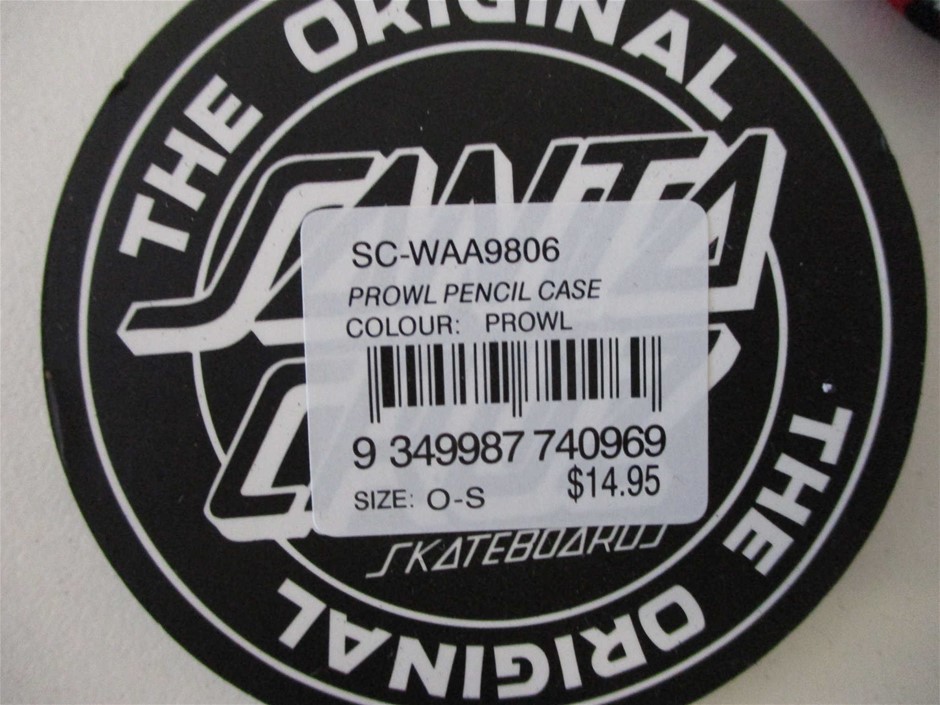 THE ORIGINAL
SANTA
SC-WAA9806
PROWL PENCIL CASE
COLOUR: PROWL
9 349987 740969
$14.95
SIZE: O-S
SKATEBOARDS
THE ORIGINAL